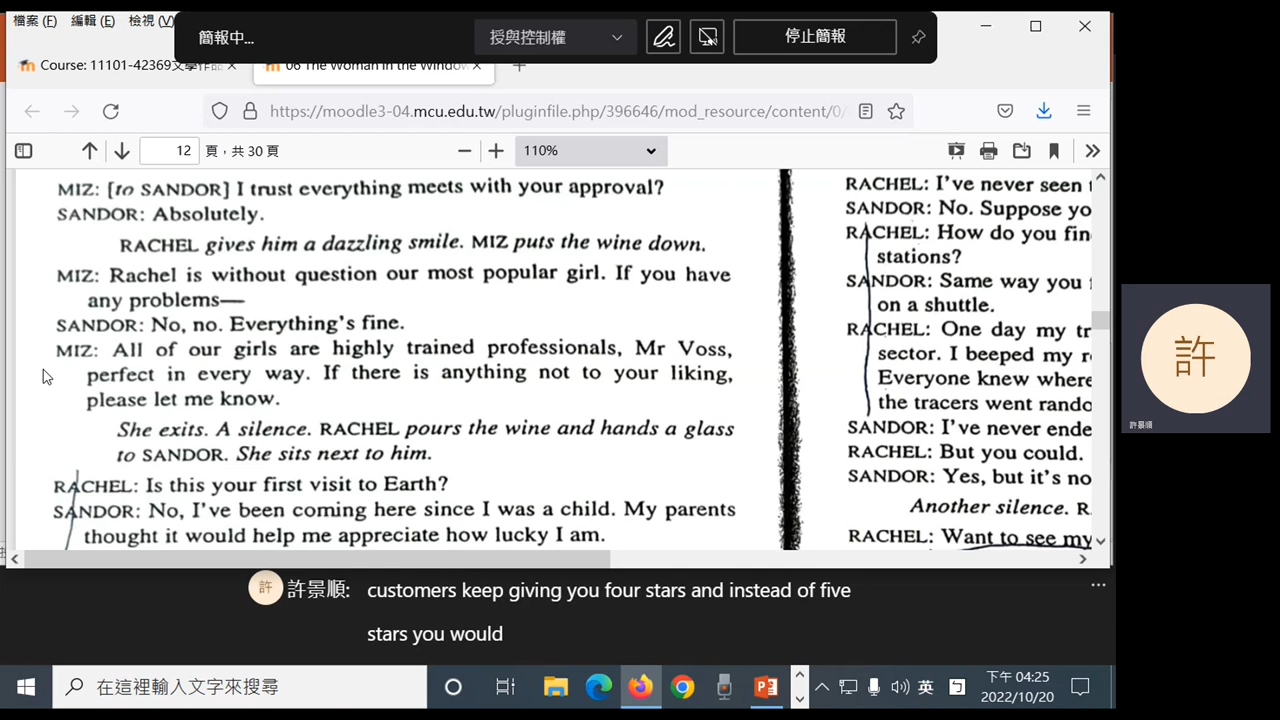 檔案 (F) 編輯 (E) 檢視 (V)
簡報中...
授與控制權
停止簡報
Course: 11101-42369文學作品
06 The Woman in the Window
https://moodle3-04.mcu.edu.tw/pluginfile.php/396646/mod_resource/content/0/
12 頁，共 30 頁
110%
MIZ: [to SANDOR] I trust everything meets with your approval?
SANDOR: Absolutely.
RACHEL gives him a dazzling smile. MIZ puts the wine down.
MIZ: Rachel is without question our most popular girl. If you have
any problems—
SANDOR: No, no. Everything's fine.
MIZ: All of our girls are highly trained professionals, Mr Voss,
perfect in every way. If there is anything not to your liking,
please let me know.
She exits. A silence. RACHEL pours the wine and hands a glass
to SANDOR. She sits next to him.
RACHEL: Is this your first visit to Earth?
SANDOR: No, I've been coming here since I was a child. My parents
thought it would help me appreciate how lucky I am.
RACHEL: I've never seen
SANDOR: No. Suppose yo
RACHEL: How do you fin
stations?
SANDOR: Same way you
on a shuttle.
RACHEL: One day my tr
sector. I beeped my r
Everyone knew where
the tracers went rando
SANDOR: I've never ende
RACHEL: But you could.
SANDOR: Yes, but it's no
Another silence. R
RACHEL: Want to see my
許
許景順
許 許景順: customers keep giving you four stars and instead of five
stars you would
在這裡輸入文字來搜尋
英
下午 04:25
2022/10/20